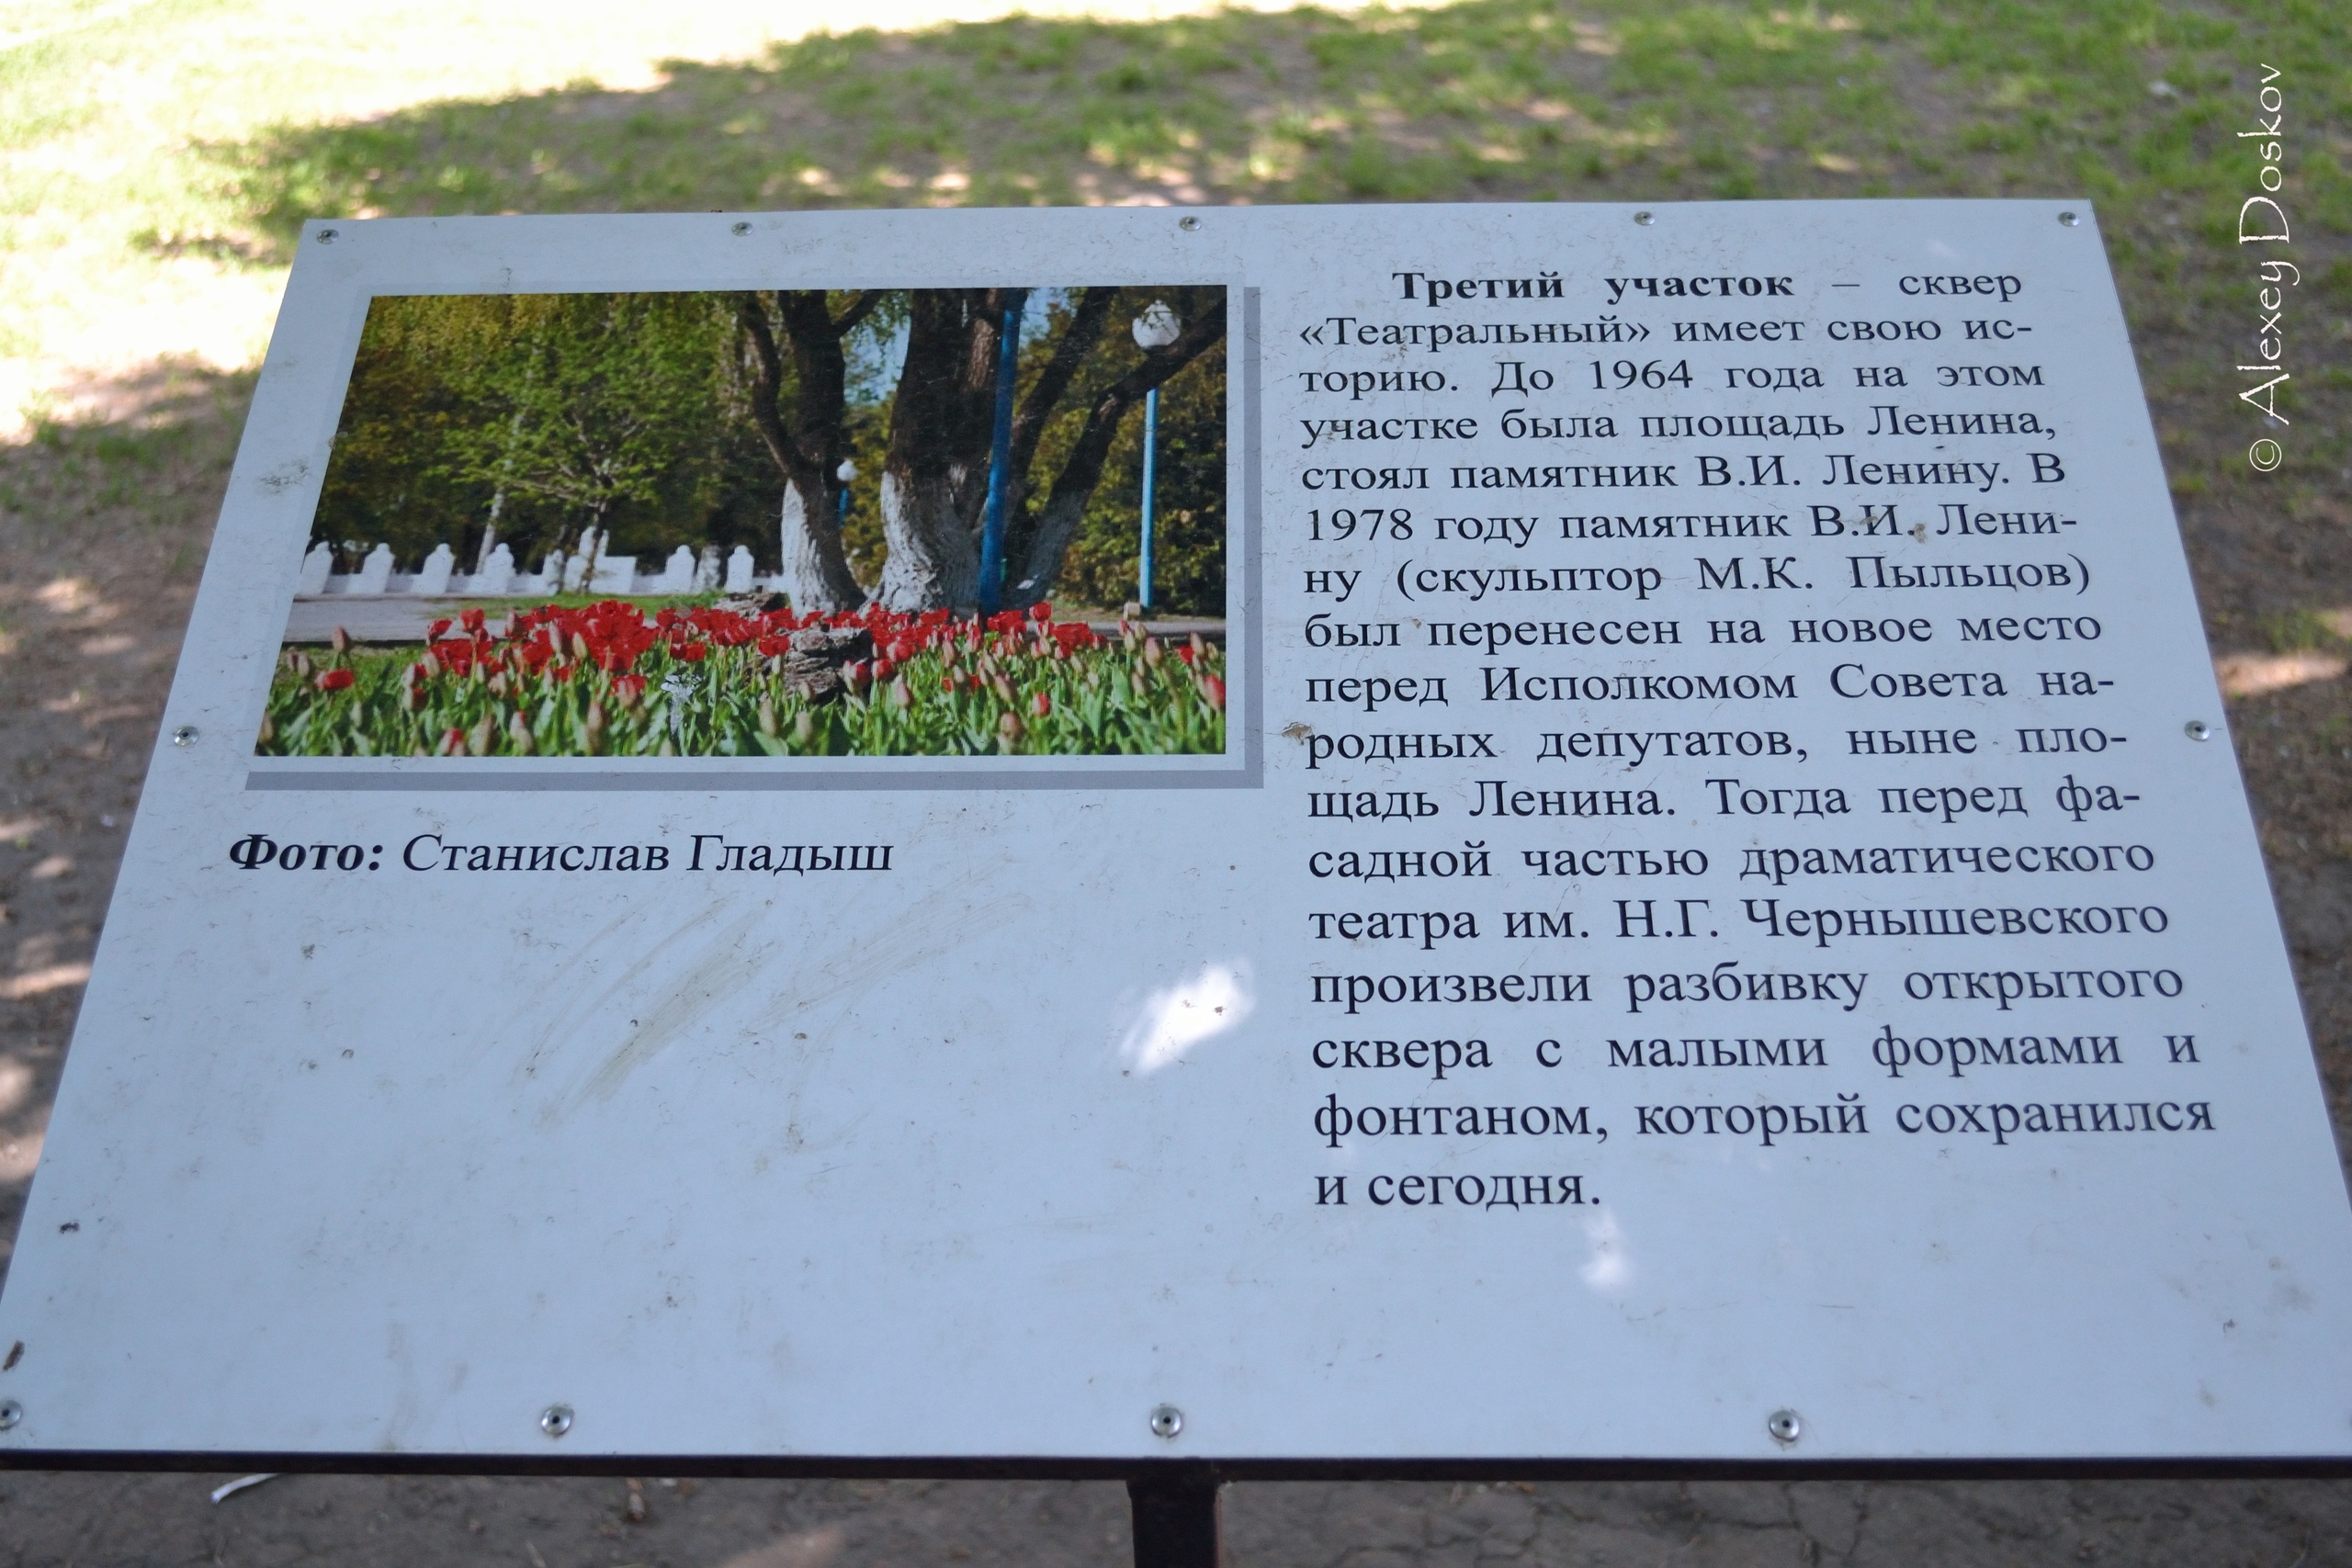 Третий участок – сквер
«Театральный» имеет свою ис-
торию. До 1964 года на этом
участке была площадь Ленина,
стоял памятник В.И. Ленину. В
1978 году памятник В.И. Лени-
ну (скульптор М.К. Пыльцов)
был перенесен на новое место
перед Исполкомом Совета на-
родных депутатов, ныне пло-
щадь Ленина. Тогда перед фа-
садной частью драматического
театра им. Н.Г. Чернышевского
произвели разбивку открытого
сквера с малыми формами и
фонтаном, который сохранился
и сегодня.
Фото: Станислав Гладыш
© Alexey Doskov